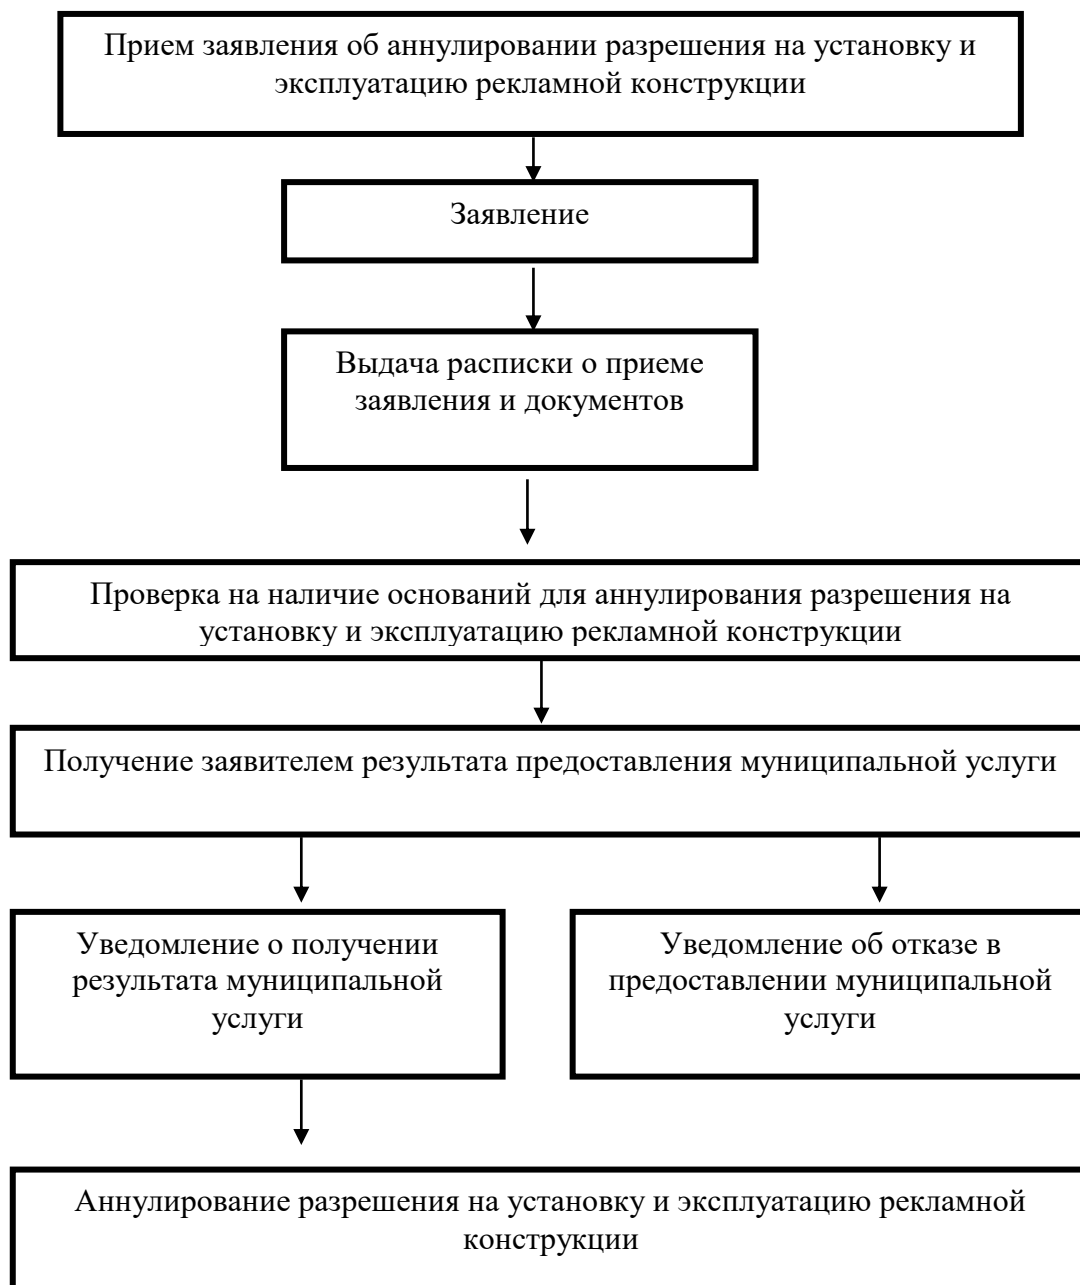 Прием заявления об аннулировании разрешения на установку и
эксплуатацию рекламной конструкции
Заявление
Выдача расписки о приеме
заявления и документов
Проверка на наличие оснований для аннулирования разрешения на
установку и эксплуатацию рекламной конструкции
Получение заявителем результата предоставления муниципальной услуги
Уведомление о получении
результата муниципальной
услуги
Уведомление об отказе в
предоставлении муниципальной
услуги
Аннулирование разрешения на установку и эксплуатацию рекламной
конструкции